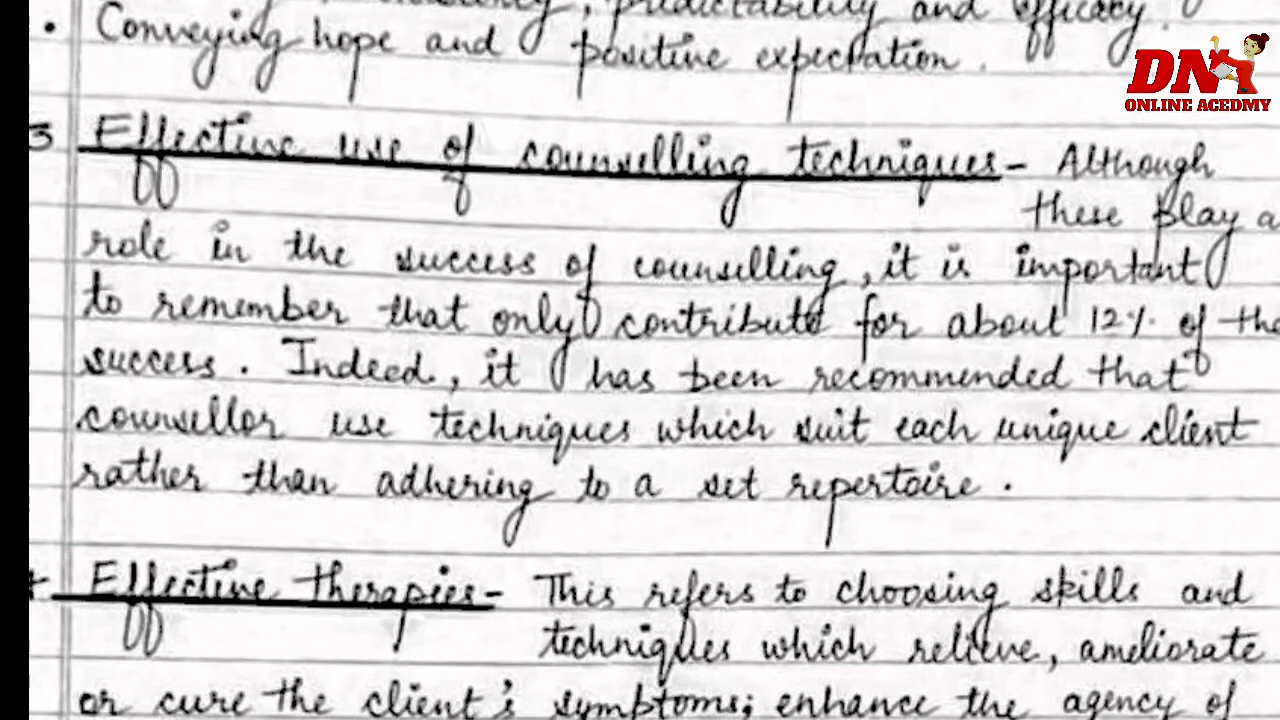 predictability and efficacy.
• Conveying hope and positive expectation.
DN
ONLINE ACEDMY
3 Effective use of counselling techniques- Although
these play a
role in the success of counselling, it is important
to remember that only contribute for about 12% of the
success. Indeed, it has been recommended that
counsellor use techniques which suit each unique client
rather than adhering to a set repertoire.
Effective therapies- This refers to choosing skills and
techniques which relieve, ameliorate
or cure the client's symptoms; enhance the agency of